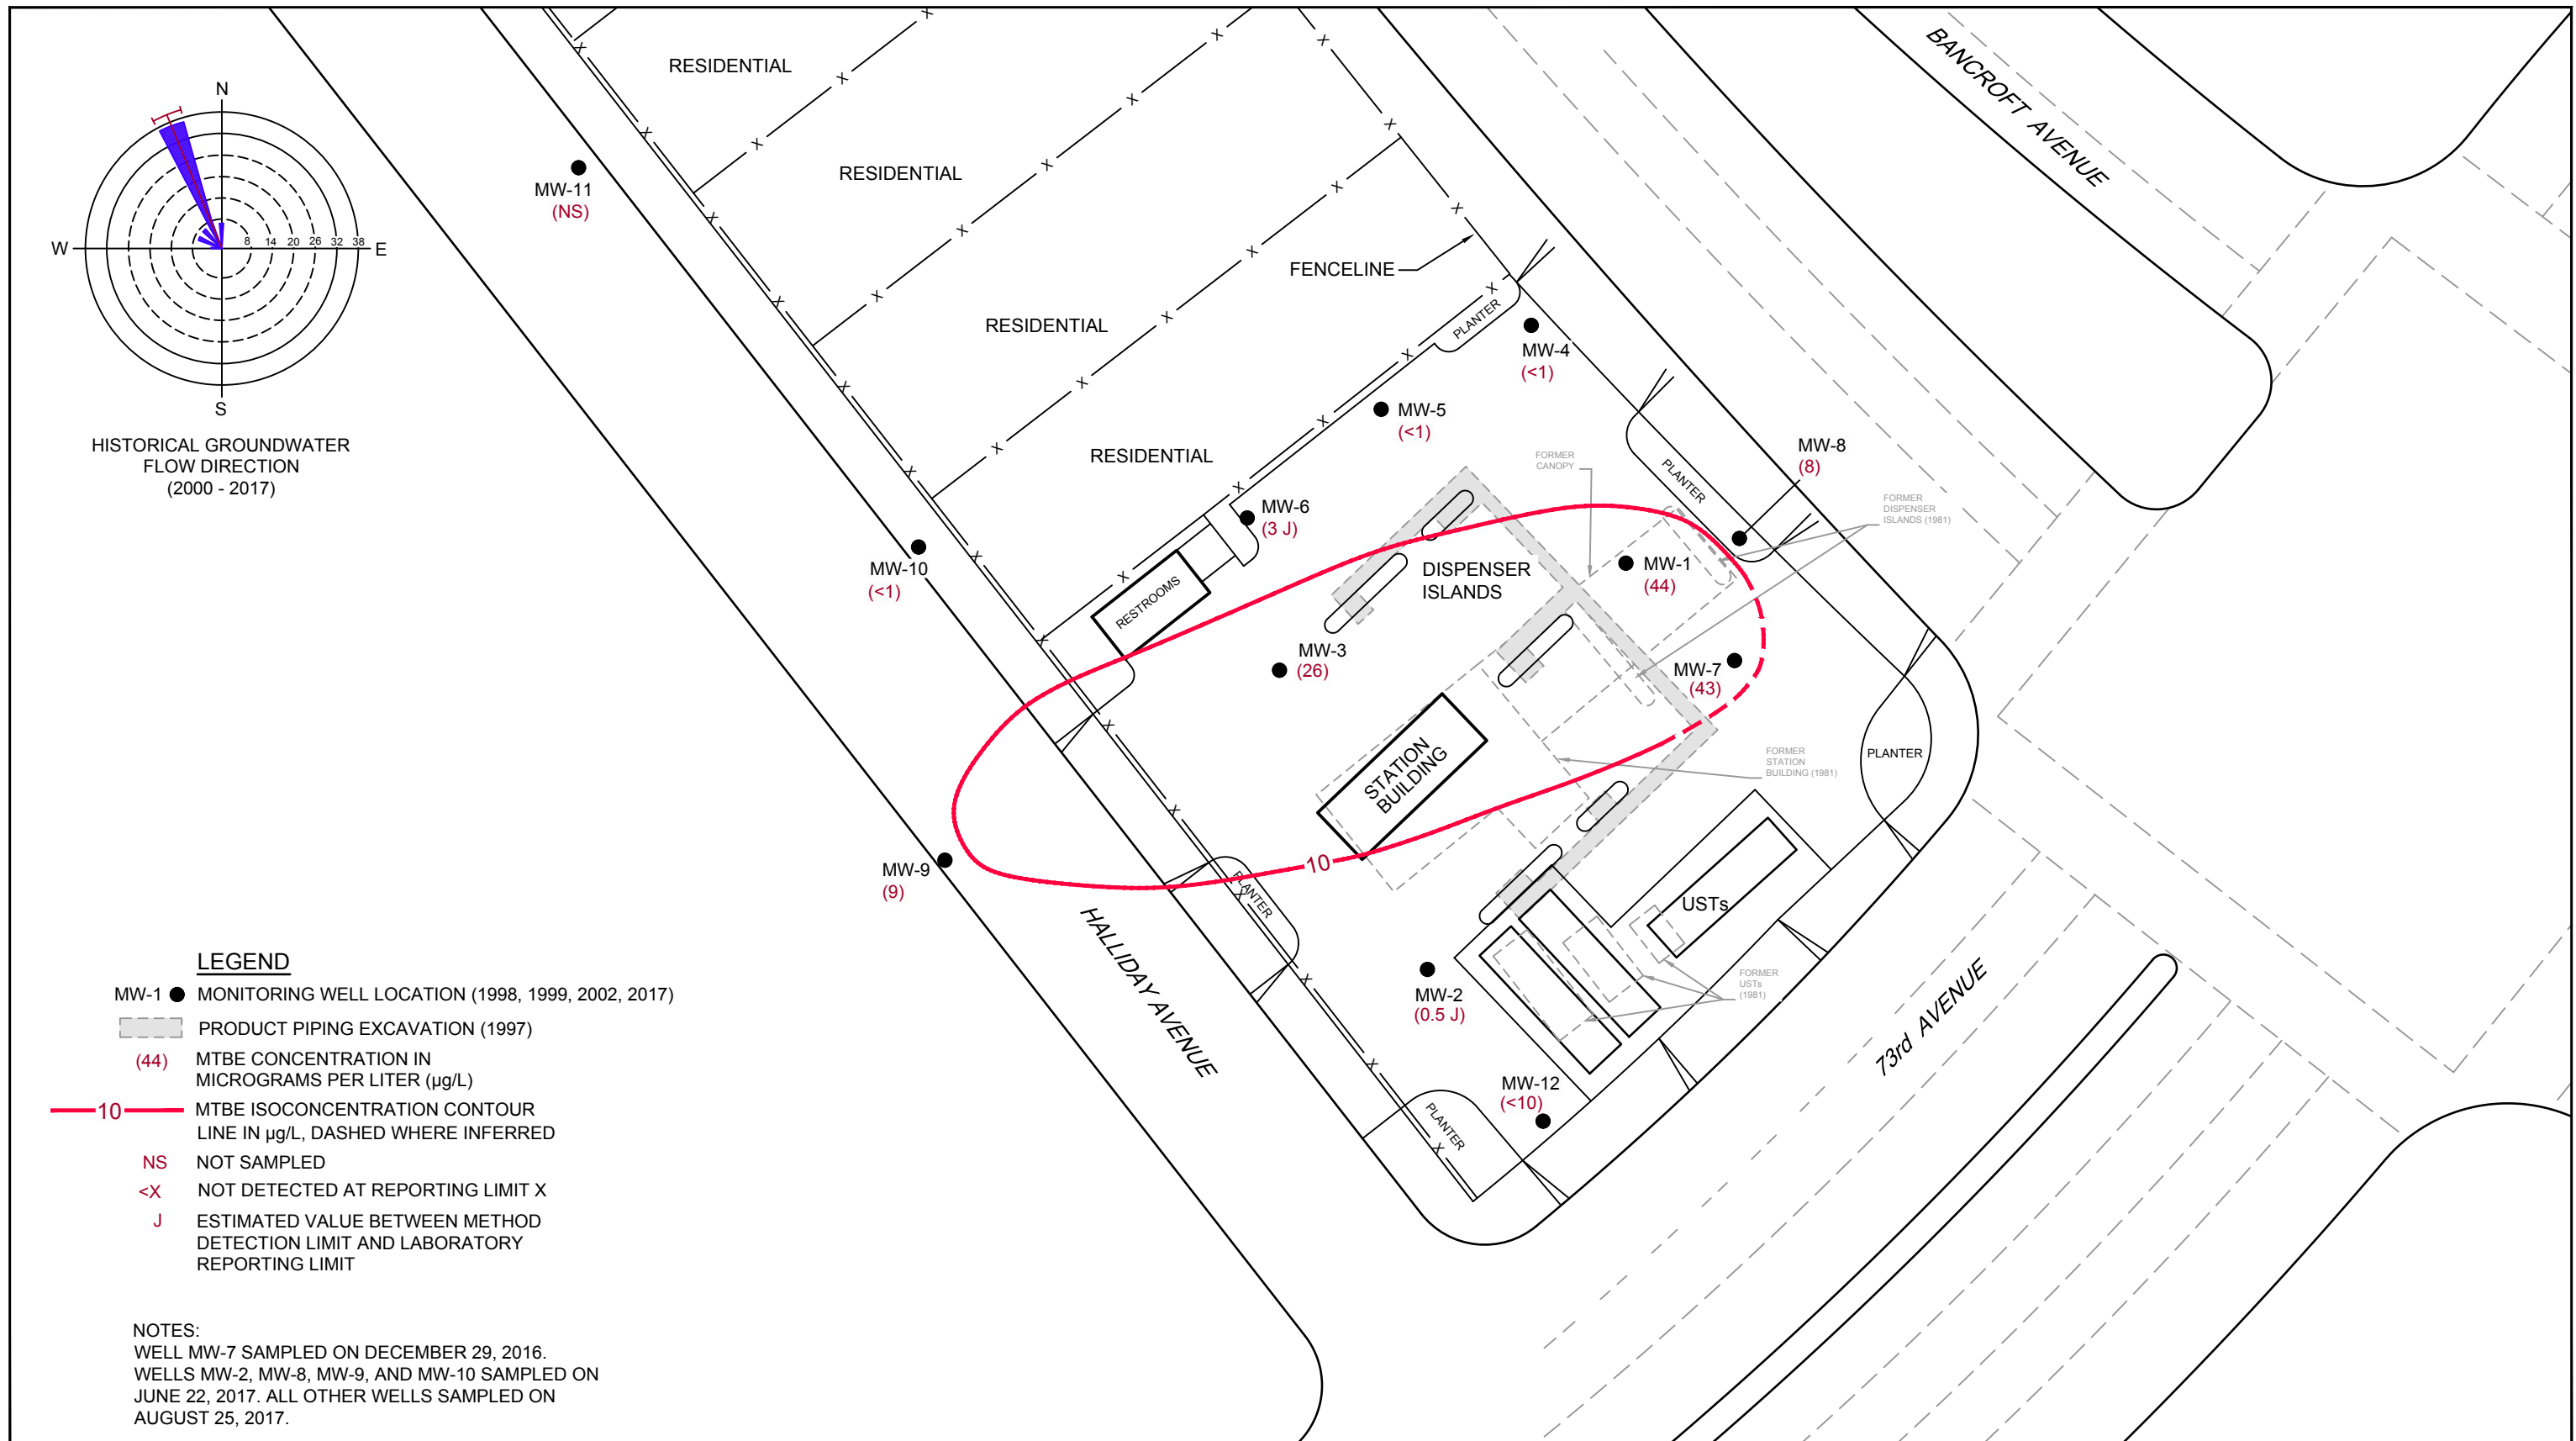 BANCROFT AVENUE
RESIDENTIAL
N
W
E
S
8 14 20 26 32 38
HISTORICAL GROUNDWATER
FLOW DIRECTION
(2000 - 2017)
MW-11
(NS)
RESIDENTIAL
FENCELINE
RESIDENTIAL
PLANTER
MW-4
(<1)
MW-5
(<1)
RESIDENTIAL
FORMER
CANOPY
PLANTER
MW-8
(8)
FORMER
DISPENSER
ISLANDS (1981)
MW-6
(3 J)
MW-10
(<1)
RESTROOMS
DISPENSER
ISLANDS
MW-1
(44)
MW-3
(26)
MW-7
(43)
STATION
BUILDING
FORMER
STATION
BUILDING (1981)
PLANTER
MW-9
(9)
10
PLANTER
HALLIDAY AVENUE
USTs
FORMER
USTs
(1981)
MW-2
(0.5 J)
73rd AVENUE
MW-12
(<10)
PLANTER
LEGEND
MW-1 MONITORING WELL LOCATION (1998, 1999, 2002, 2017)
PRODUCT PIPING EXCAVATION (1997)
(44) MTBE CONCENTRATION IN
MICROGRAMS PER LITER (µg/L)
10 MTBE ISOCONCENTRATION CONTOUR
LINE IN µg/L, DASHED WHERE INFERRED
NS NOT SAMPLED
<X NOT DETECTED AT REPORTING LIMIT X
J ESTIMATED VALUE BETWEEN METHOD
DETECTION LIMIT AND LABORATORY
REPORTING LIMIT
NOTES:
WELL MW-7 SAMPLED ON DECEMBER 29, 2016.
WELLS MW-2, MW-8, MW-9, AND MW-10 SAMPLED ON
JUNE 22, 2017. ALL OTHER WELLS SAMPLED ON
AUGUST 25, 2017.